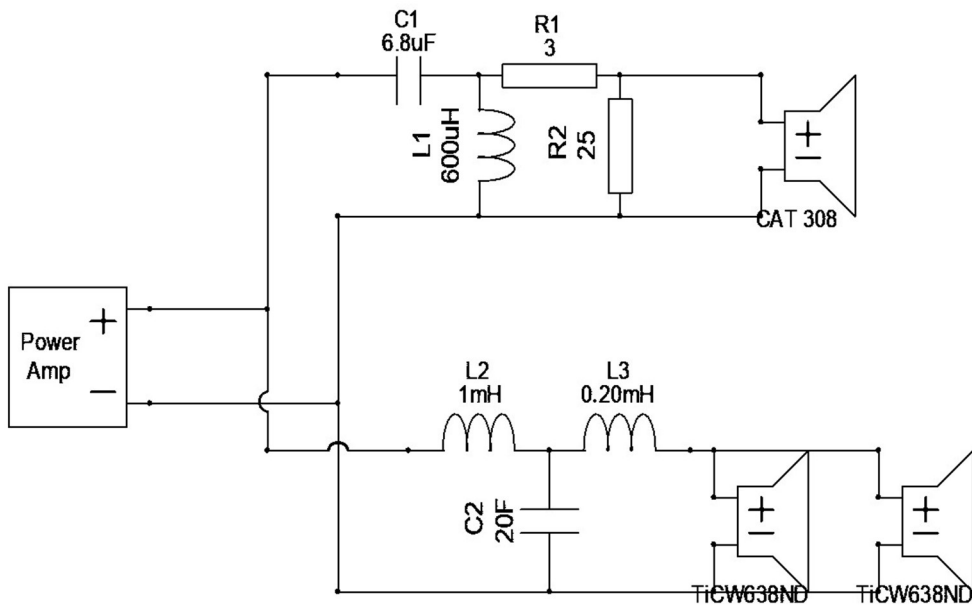 C1
6.8uF
R1
3
L1
600uH
R2
25
+
−
CAT 308
Power
Amp
+
−
L2
1mH
L3
0.20mH
C2
20F
+
−
TiCW638ND
+
−
TiCW638ND